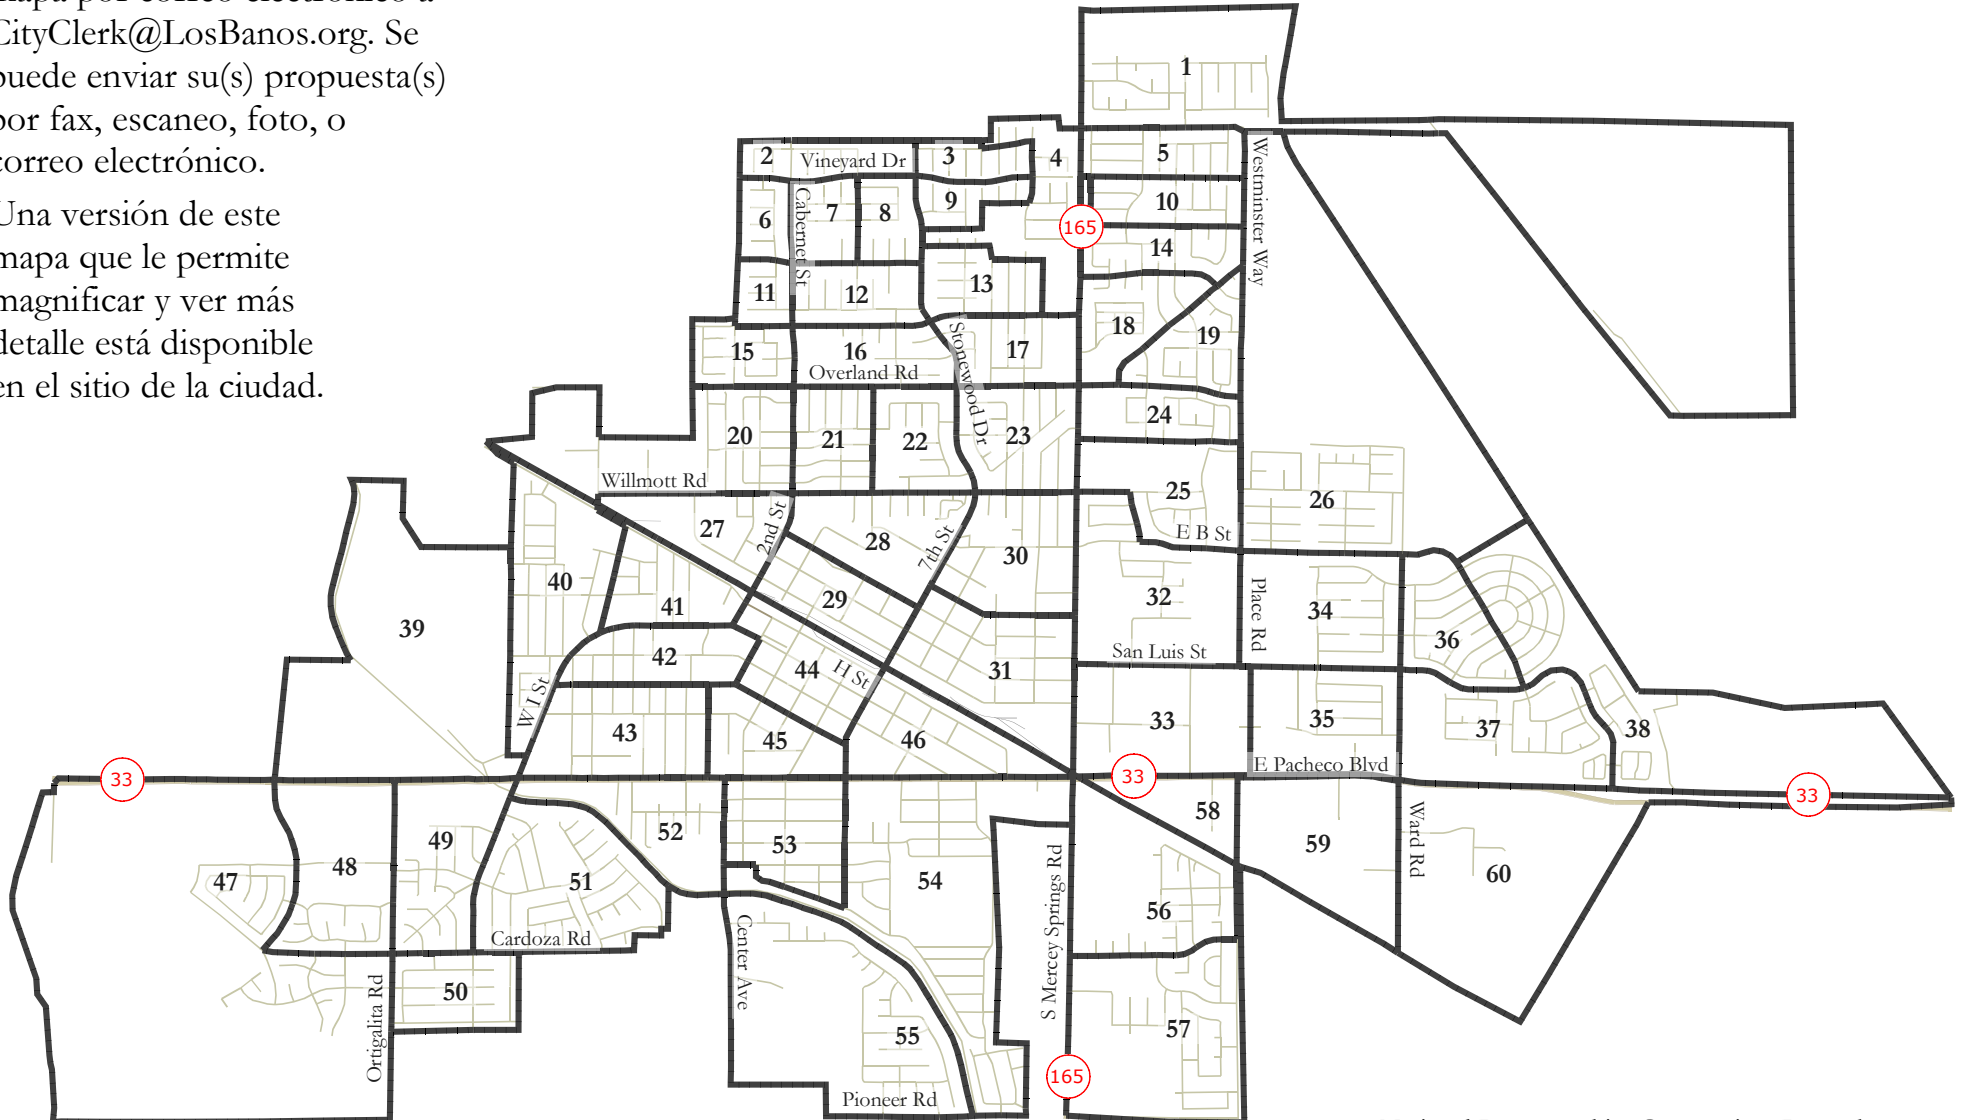 mapa por correo electrónico a
CityClerk@LosBanos.org. Se
puede enviar su(s) propuesta(s)
por fax, escaneo, foto, o
correo electrónico.
Una versión de este
mapa que le permite
magnificar y ver más
detalle está disponible
en el sitio de la ciudad.
1
2
Vineyard Dr
3
4
5
Westminster Way
6
Cabernet St
7
8
9
10
165
14
11
12
13
18
19
15
16
Stonewood Dr
17
Overland Rd
20
21
22
23
24
Willmott Rd
25
26
27
2nd St
28
7th St
30
E B St
40
41
29
32
Place Rd
34
39
42
44
H St
31
San Luis St
36
W I St
43
45
46
33
35
37
38
E Pacheco Blvd
33
33
33
47
48
49
51
52
53
54
S Mercey Springs Rd
58
59
Ward Rd
60
56
Cardoza Rd
Center Ave
50
Ortigalita Rd
55
57
165
Pioneer Rd